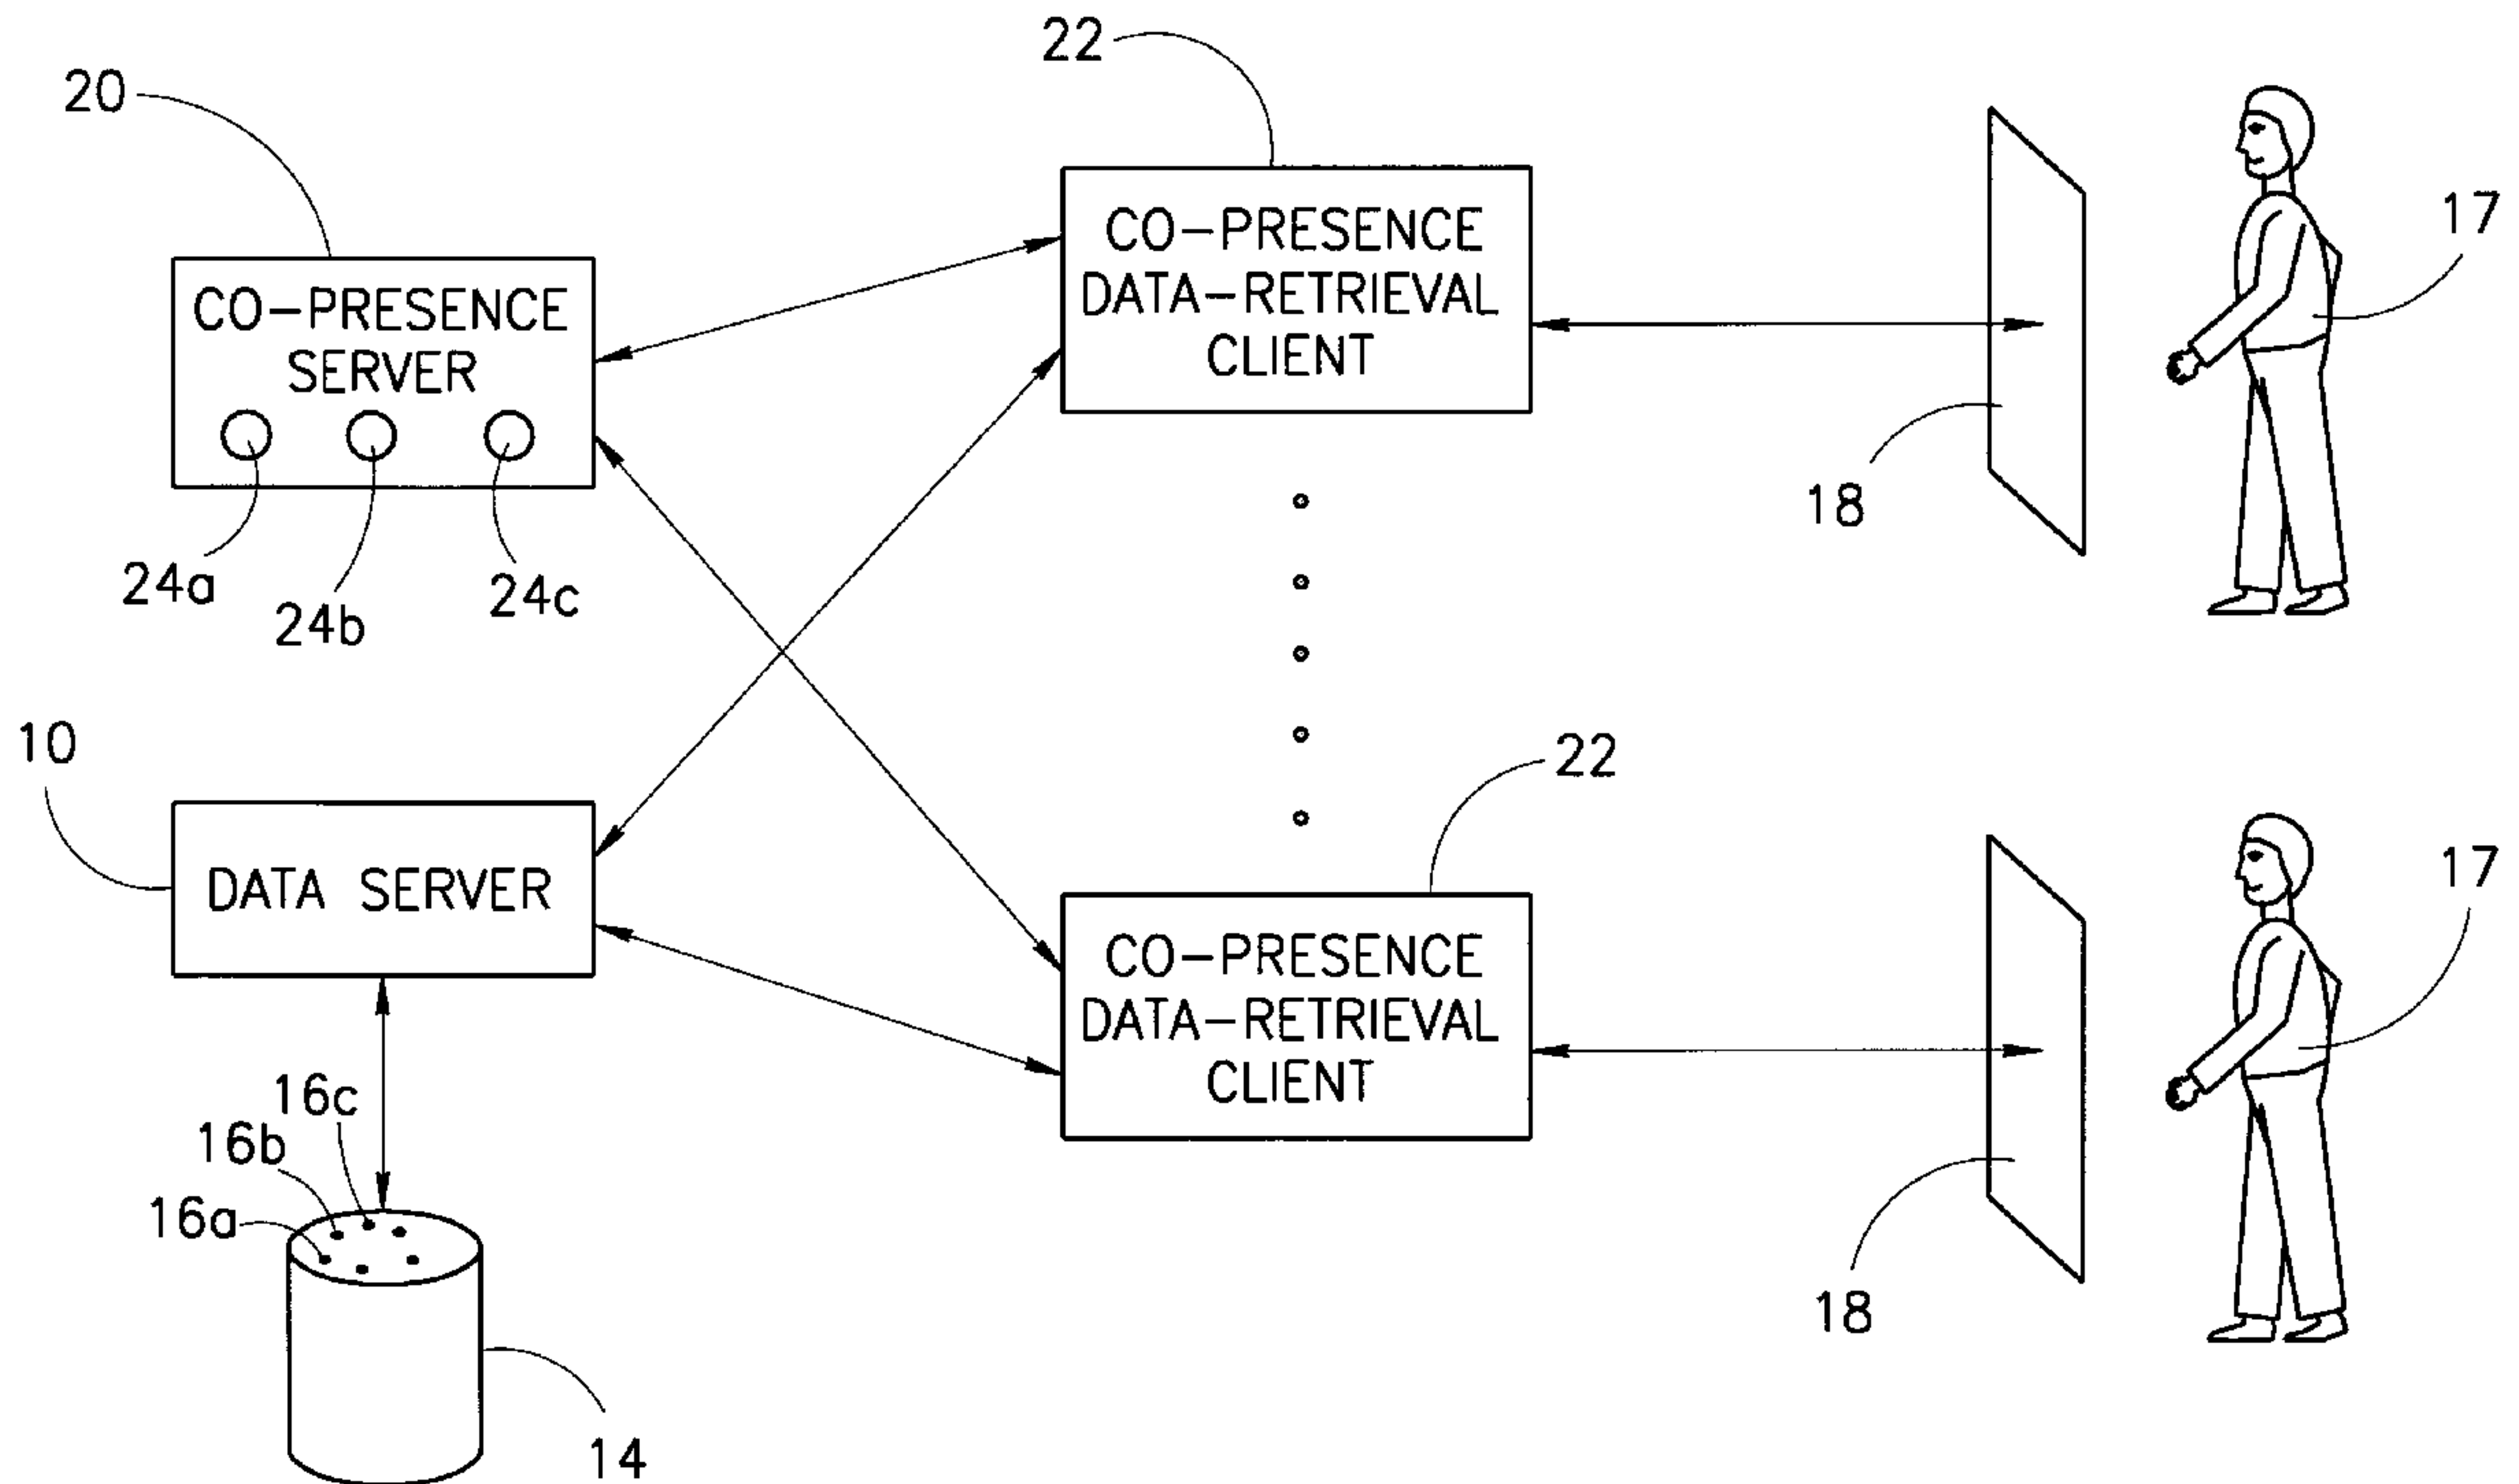 22
20
17
CO-PRESENCE
DATA-RETRIEVAL
CLIENT
CO-PRESENCE
SERVER
18
24a
24b
24c
10
22
17
DATA SERVER
CO-PRESENCE
DATA-RETRIEVAL
CLIENT
16c
16b
16a
18
14